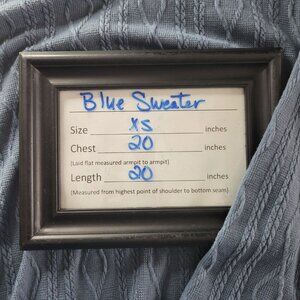 Blue Sweater
Size XS inches
Chest 20 inches
(Laid flat measured armpit to armpit)
Length 20 inches
(Measured from highest point of shoulder to bottom seam)